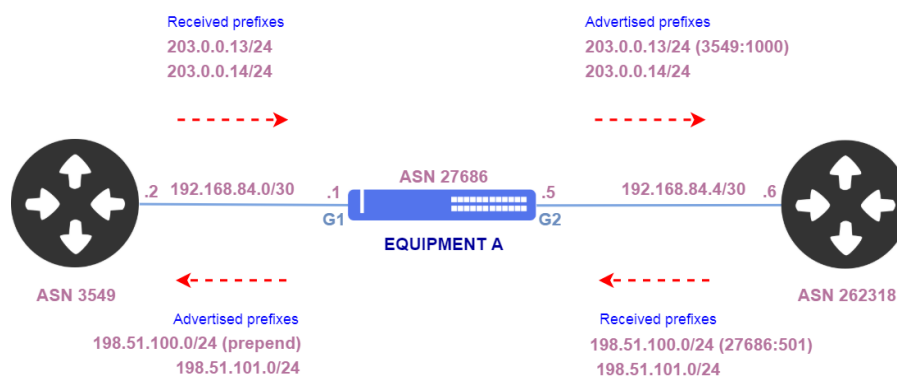 Received prefixes
203.0.0.13/24
203.0.0.14/24
Advertised prefixes
203.0.0.13/24 (3549:1000)
203.0.0.14/24
.2
192.168.84.0/30
.1
ASN 27686
.5
192.168.84.4/30
.6
G1
G2
EQUIPMENT A
ASN 3549
ASN 262318
Advertised prefixes
198.51.100.0/24 (prepend)
198.51.101.0/24
Received prefixes
198.51.100.0/24 (27686:501)
198.51.101.0/24